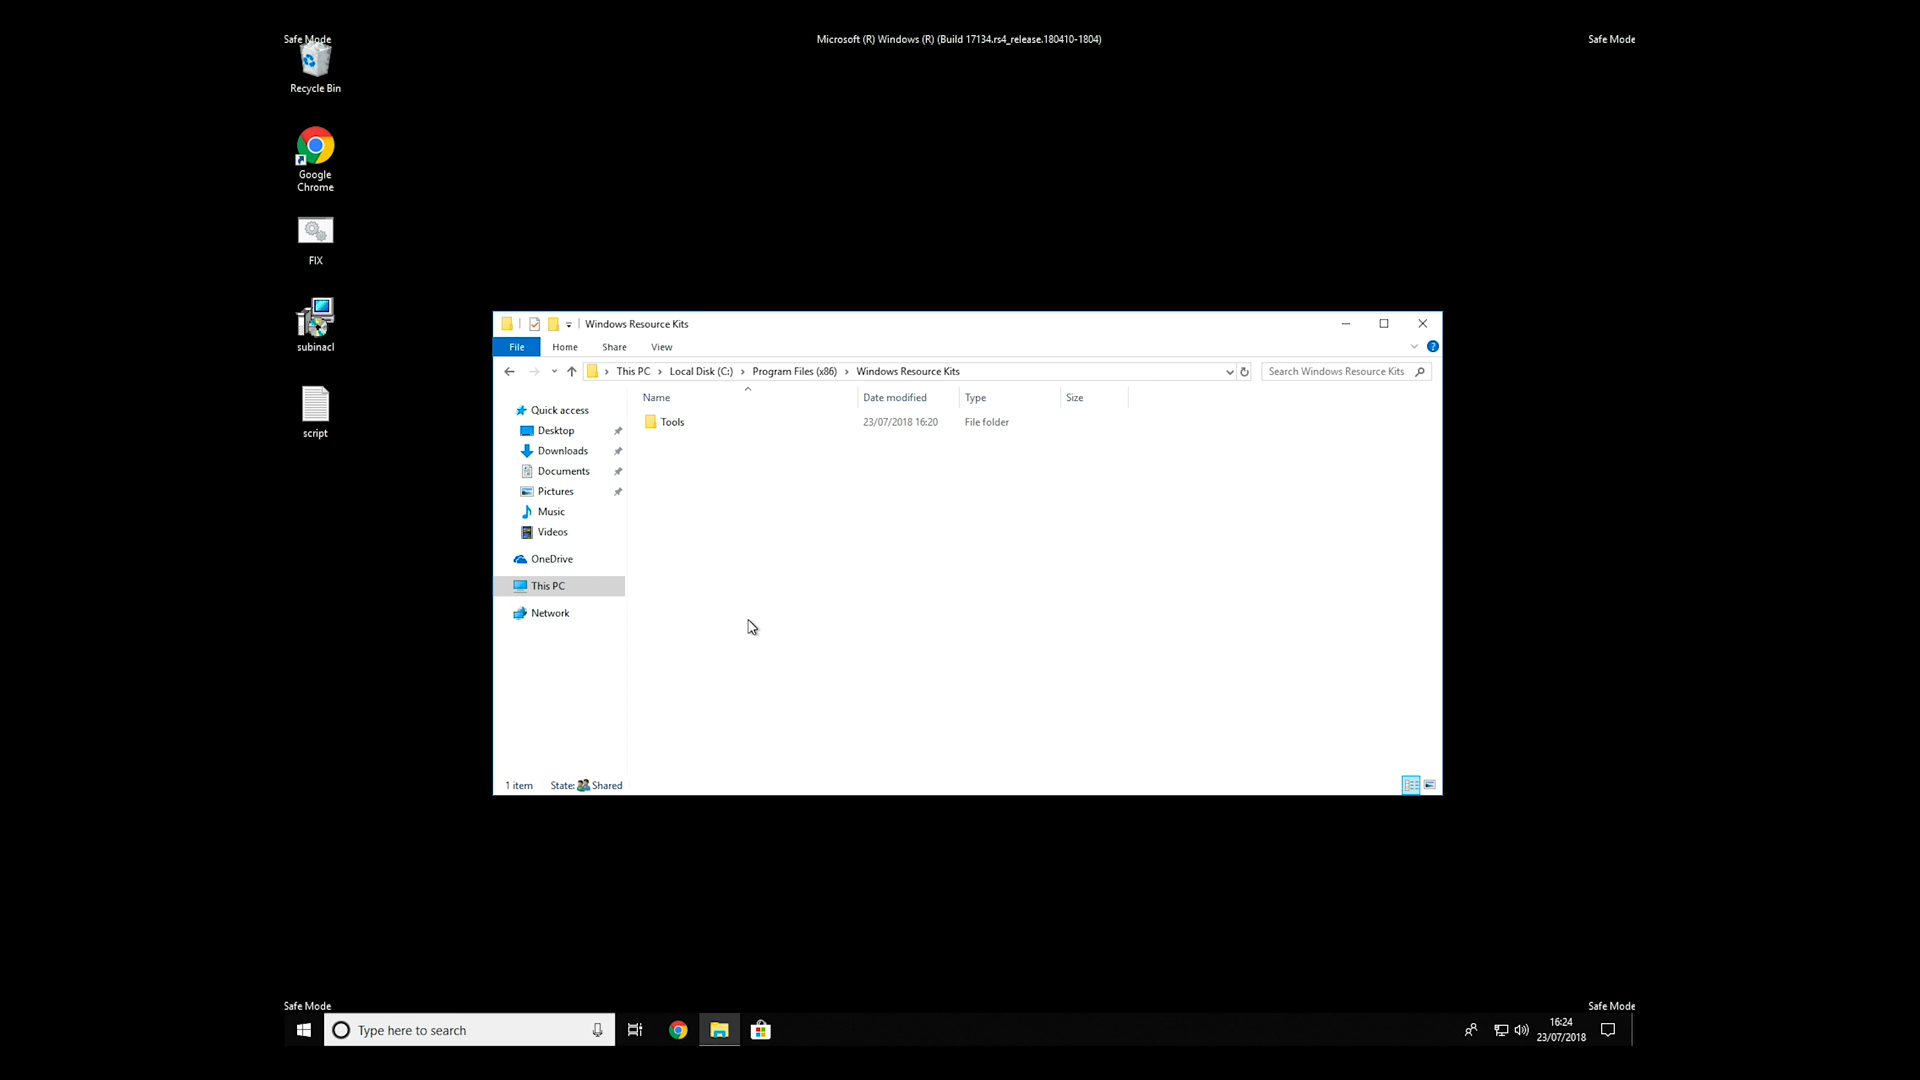 Safe Mode
Microsoft (R) Windows (R) (Build 17134.rs4_release.180410-1804)
Safe Mode
Recycle Bin
Google
Chrome
FIX
subinacl
script
Windows Resource Kits
File
Home
Share
View
This PC
Local Disk (C:)
Program Files (x86)
Windows Resource Kits
Search Windows Resource Kits
Name
Date modified
Type
Size
Tools
23/07/2018 16:20
File folder
Quick access
Desktop
Downloads
Documents
Pictures
Music
Videos
OneDrive
This PC
Network
1 item
State:
Shared
Safe Mode
Safe Mode
Type here to search
16:24
23/07/2018